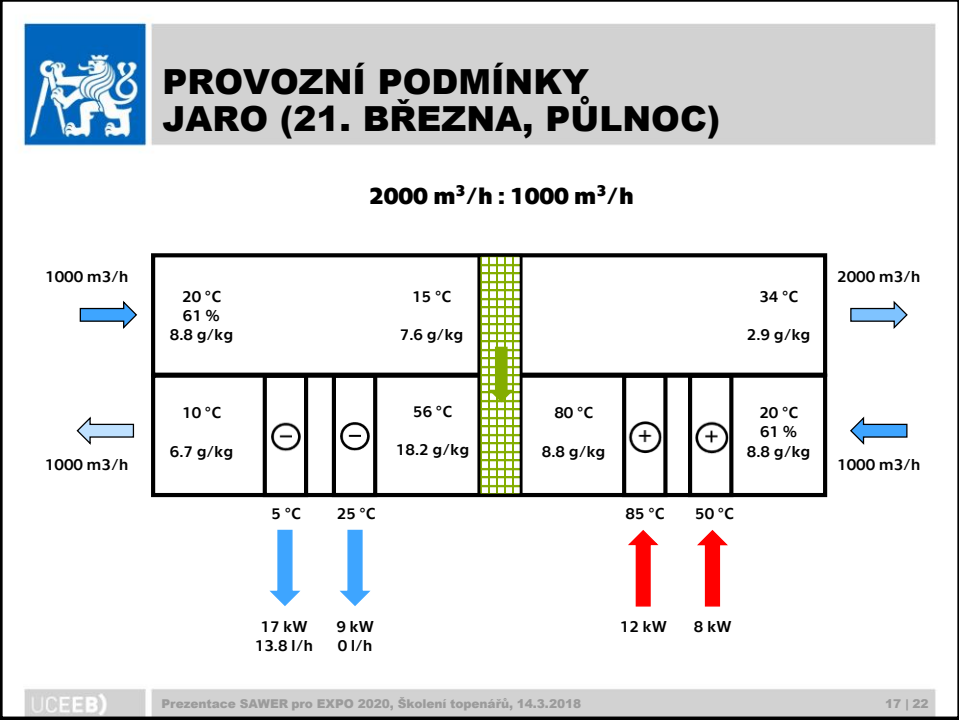 PROVOZNÍ PODMÍNKY
JARO (21. BŘEZNA, PŮLNOC)
2000 m³/h : 1000 m³/h
1000 m3/h
2000 m3/h
20 °C
61 %
8.8 g/kg
15 °C
7.6 g/kg
34 °C
2.9 g/kg
10 °C
6.7 g/kg
56 °C
18.2 g/kg
80 °C
8.8 g/kg
20 °C
61 %
8.8 g/kg
1000 m3/h
1000 m3/h
5 °C
25 °C
85 °C
50 °C
17 kW
13.8 l/h
9 kW
0 l/h
12 kW
8 kW
UCEEB)
Prezentace SAWER pro EXPO 2020, Školení topenářů, 14.3.2018
17 | 22